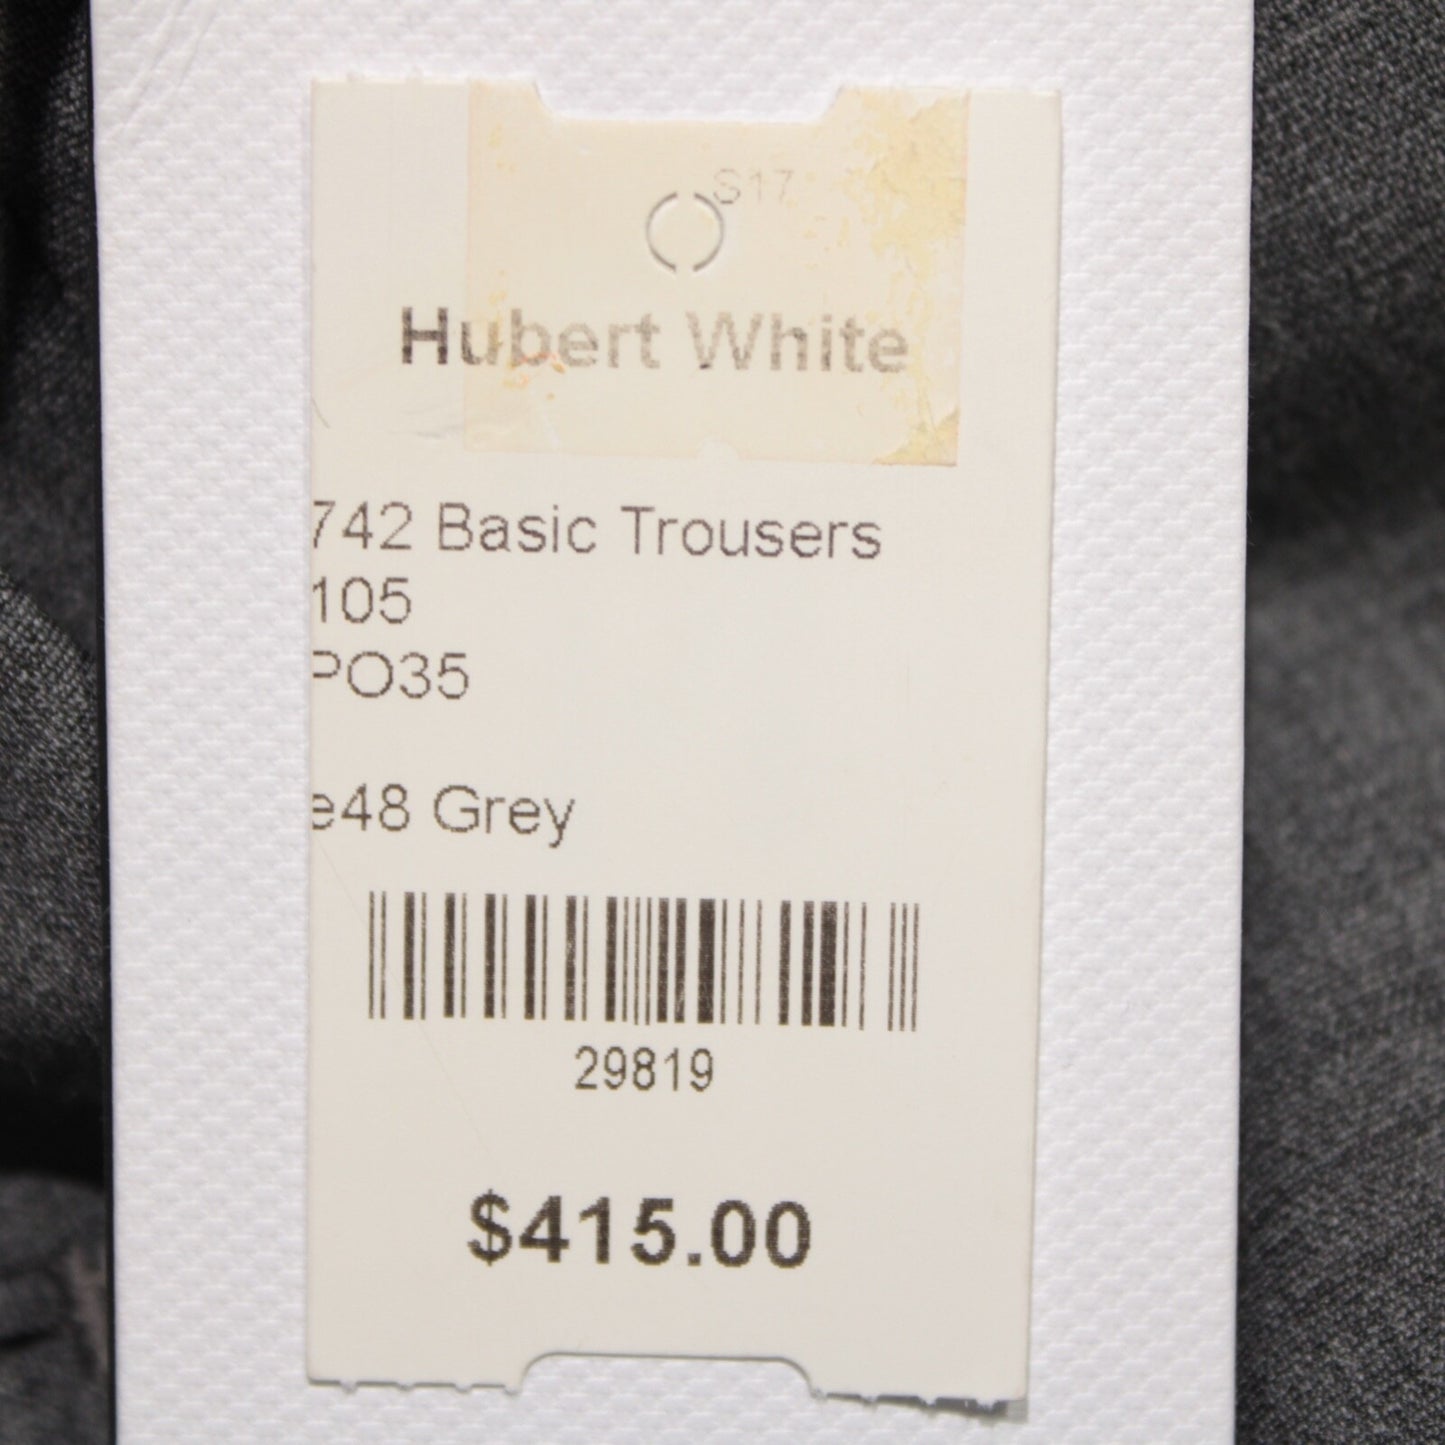 S17
Hubert White
742 Basic Trousers
105
PO35
e48 Grey
29819
$415.00